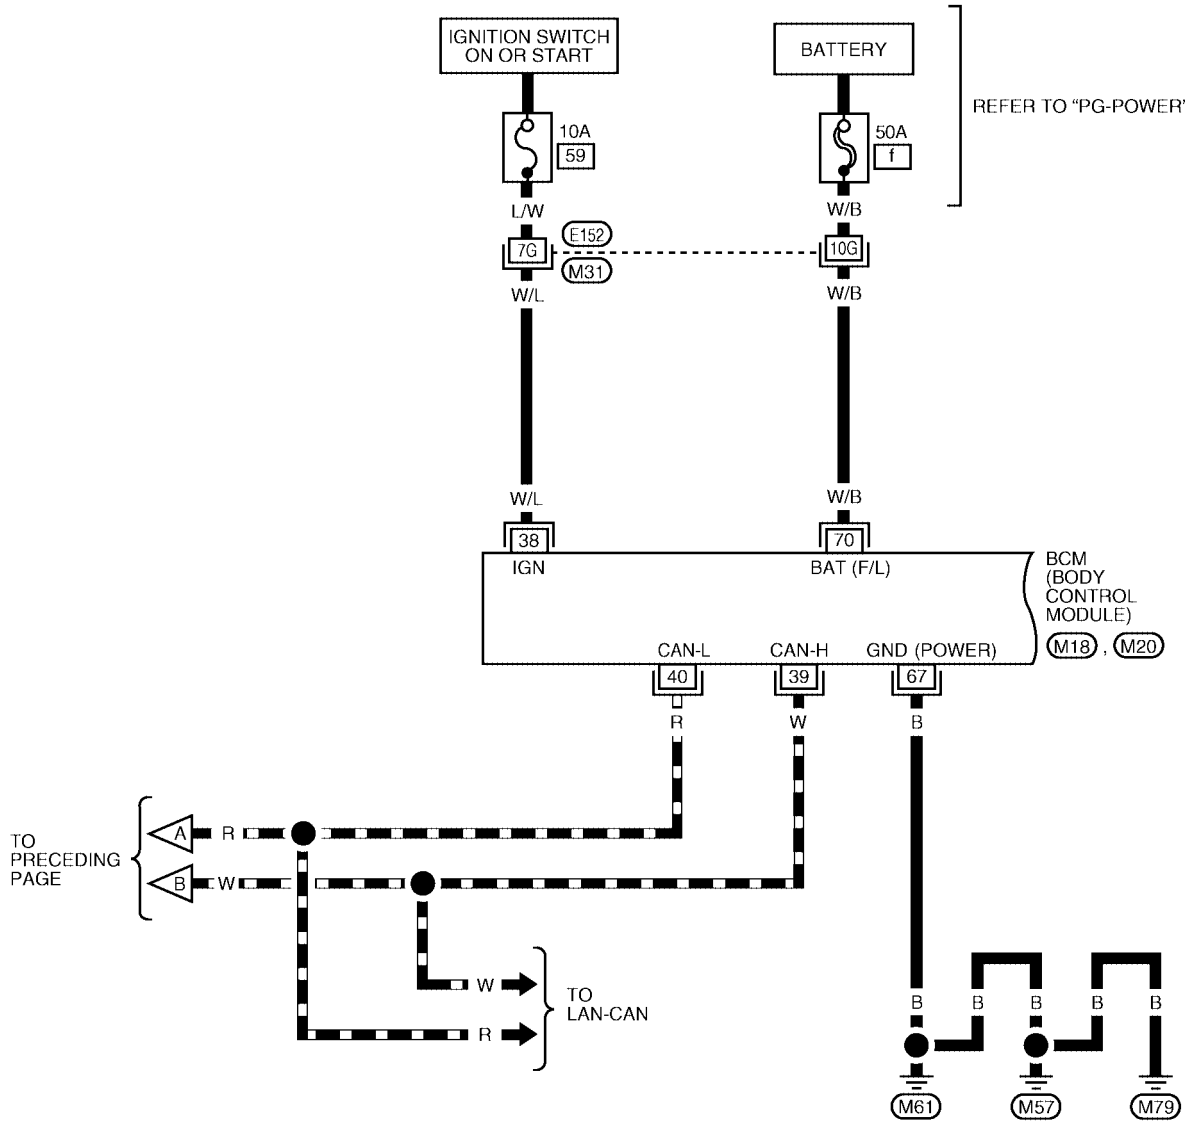 IGNITION SWITCH
ON OR START
BATTERY
REFER TO "PG-POWER"
10A
59
50A
f
L/W
W/B
7G
E152
M31
10G
W/L
W/B
W/L
W/B
38
70
IGN
BAT (F/L)
BCM
(BODY
CONTROL
MODULE)
M18 , M20
CAN-L
CAN-H
GND (POWER)
40
39
67
R
W
B
TO
PRECEDING
PAGE
A
R
B
W
W
R
TO
LAN-CAN
B
B
B
B
B
M61
M57
M79